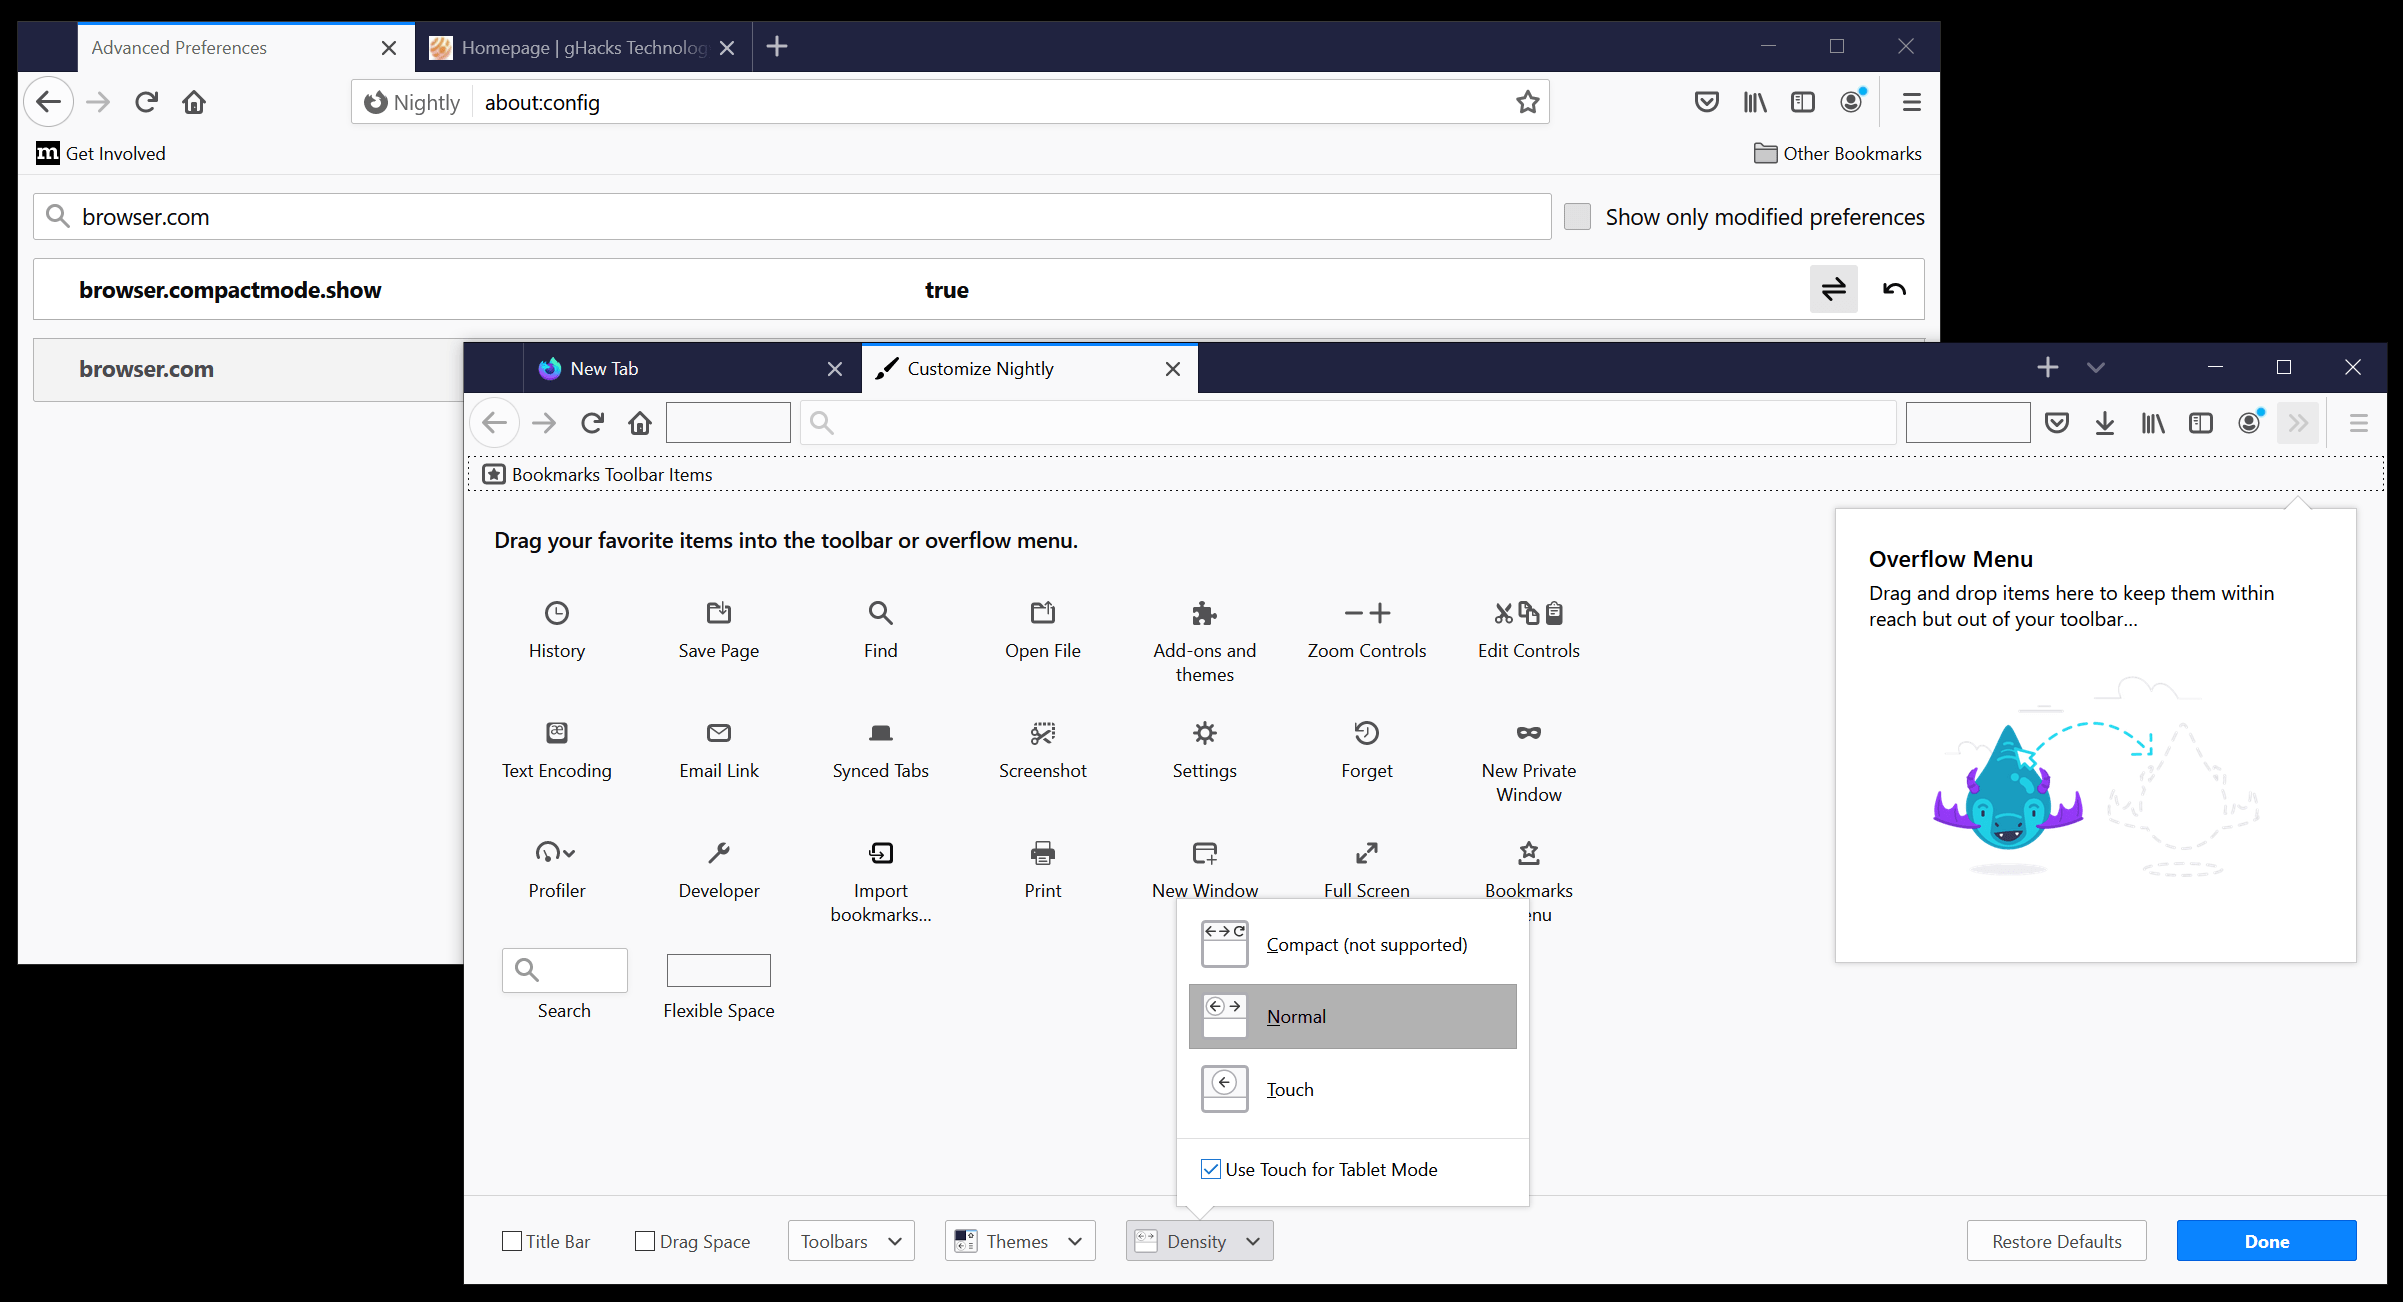 Advanced Preferences
Homepage | gHacks Technolog
Nightly
about:config
m Get Involved
Other Bookmarks
browser.com
Show only modified preferences
browser.compactmode.show
true
browser.com
New Tab
Customize Nightly
Bookmarks Toolbar Items
Drag your favorite items into the toolbar or overflow menu.
Overflow Menu
Drag and drop items here to keep them within
reach but out of your toolbar...
History
Save Page
Find
Open File
Add-ons and
themes
Zoom Controls
Edit Controls
Text Encoding
Email Link
Synced Tabs
Screenshot
Settings
Forget
New Private
Window
Profiler
Developer
Import
bookmarks...
Print
New Window
Full Screen
Bookmarks
enu
Search
Flexible Space
Compact (not supported)
Normal
Touch
Use Touch for Tablet Mode
Title Bar
Drag Space
Toolbars
Themes
Density
Restore Defaults
Done